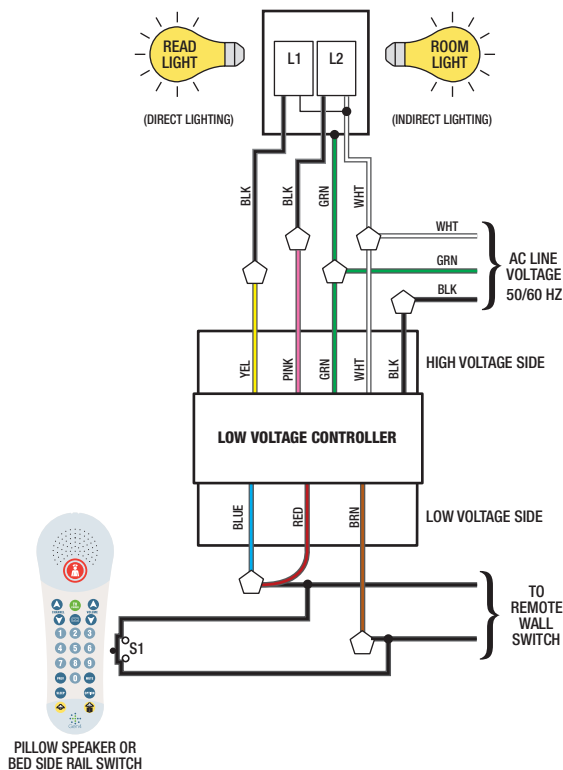 READ
LIGHT
L1
L2
ROOM
LIGHT
(DIRECT LIGHTING)
(INDIRECT LIGHTING)
BLK
BLK
GRN
WHT
WHT
GRN
BLK
AC LINE
VOLTAGE
50/60 HZ
YEL
PINK
GRN
WHT
BLK
HIGH VOLTAGE SIDE
LOW VOLTAGE CONTROLLER
BLUE
RED
BRN
LOW VOLTAGE SIDE
TO
REMOTE
WALL
SWITCH
CHANNEL
VOLUME
1 2 3
4 5 6
7 8 9
0
S1
PILLOW SPEAKER OR
BED SIDE RAIL SWITCH